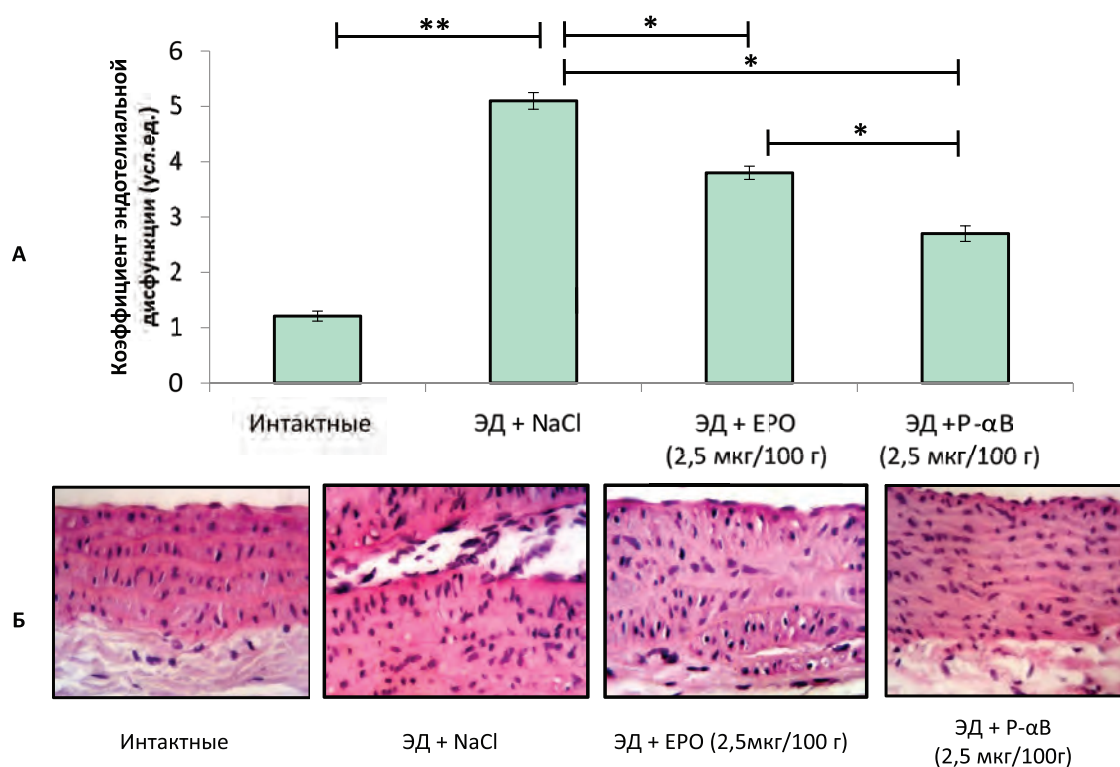 ** *
*
*
Коэффициент эндотелиальной
дисфункции (усл.ед.)
6
5
4
3
2
1
0
А
Интактные ЭД + NaCl ЭД + EPO ЭД +P-αB
(2,5 мкг/100 г) (2,5 мкг/100 г)
Б
Интактные ЭД + NaCl ЭД + EPO (2,5мкг/100 г) ЭД + P-αB
(2,5 мкг/100г)